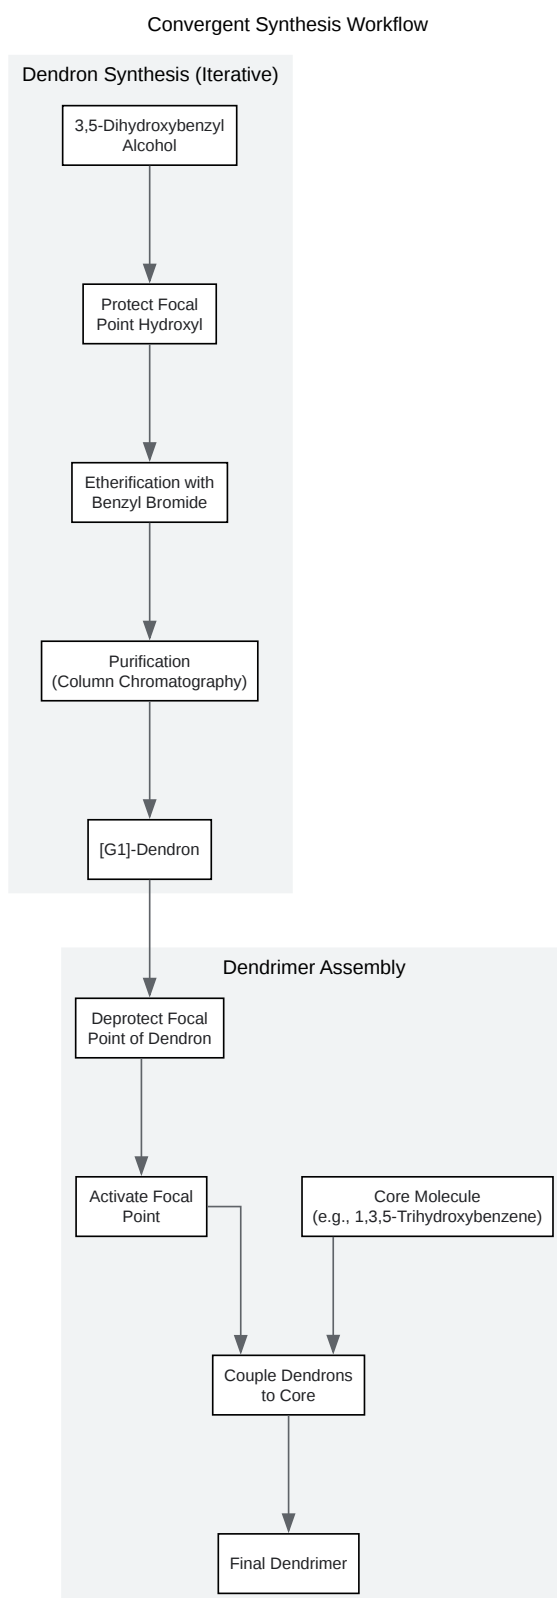 Convergent Synthesis Workflow
Dendron Synthesis (Iterative)
3,5-Dihydroxybenzyl
Alcohol
Protect Focal
Point Hydroxyl
Etherification with
Benzyl Bromide
Purification
(Column Chromatography)
[G1]-Dendron
Dendrimer Assembly
Deprotect Focal
Point of Dendron
Activate Focal
Point
Core Molecule
(e.g., 1,3,5-Trihydroxybenzene)
Couple Dendrons
to Core
Final Dendrimer